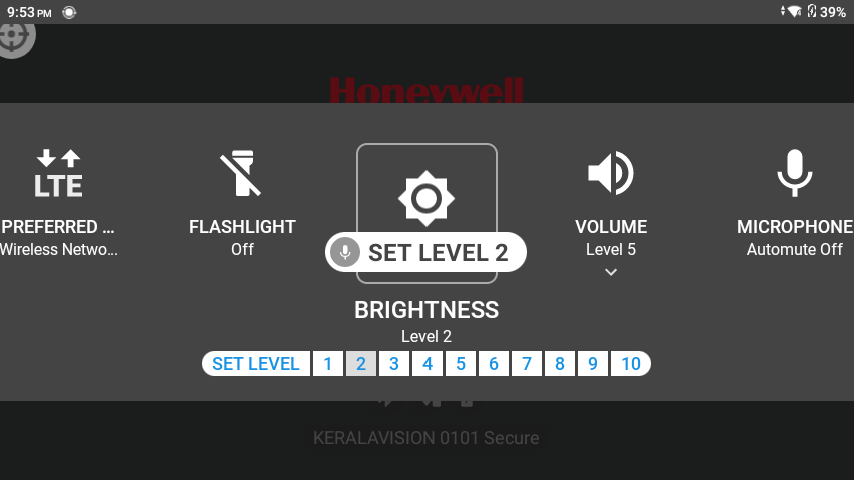 9:53 PM
39%
Honeywell
LTE
PREFERRED ...
Wireless Netwo...
FLASHLIGHT
Off
SET LEVEL 2
BRIGHTNESS
Level 2
VOLUME
Level 5
MICROPHONE
Automute Off
SET LEVEL 1 2 3 4 5 6 7 8 9 10
KERALAVISION 0101 Secure